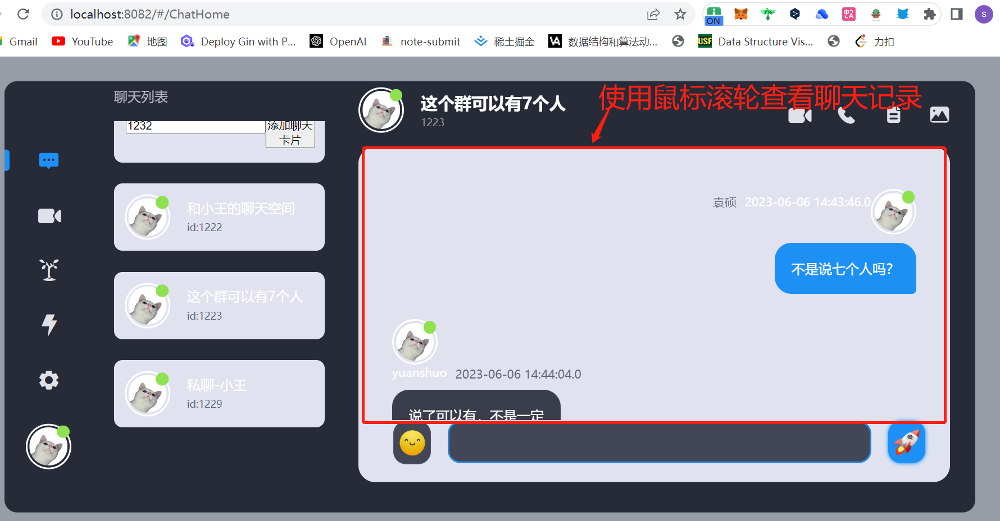 localhost:8082/#/ChatHome
ON
S
Gmail
YouTube
地图
Deploy Gin with P...
OpenAI
note-submit
稀土掘金
数据结构和算法动...
USF
Data Structure Vis...
力扣
聊天列表
1232
添加聊天
卡片
和小王的聊天空间
id:1222
这个群可以有7个人
id:1223
私聊-小王
id:1229
这个群可以有7个人
1223
使用鼠标滚轮查看聊天记录
袁硕 2023-06-06 14:43:46.0
不是说七个人吗?
yuanshuo 2023-06-06 14:44:04.0
说了可以有，不是一定